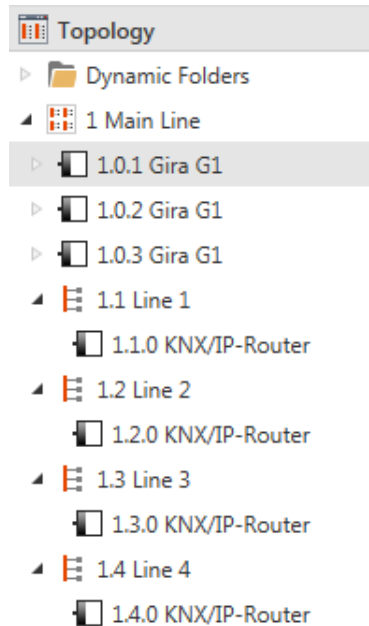 Topology
Dynamic Folders
1 Main Line
1.0.1 Gira G1
1.0.2 Gira G1
1.0.3 Gira G1
1.1 Line 1
1.1.0 KNX/IP-Router
1.2 Line 2
1.2.0 KNX/IP-Router
1.3 Line 3
1.3.0 KNX/IP-Router
1.4 Line 4
1.4.0 KNX/IP-Router